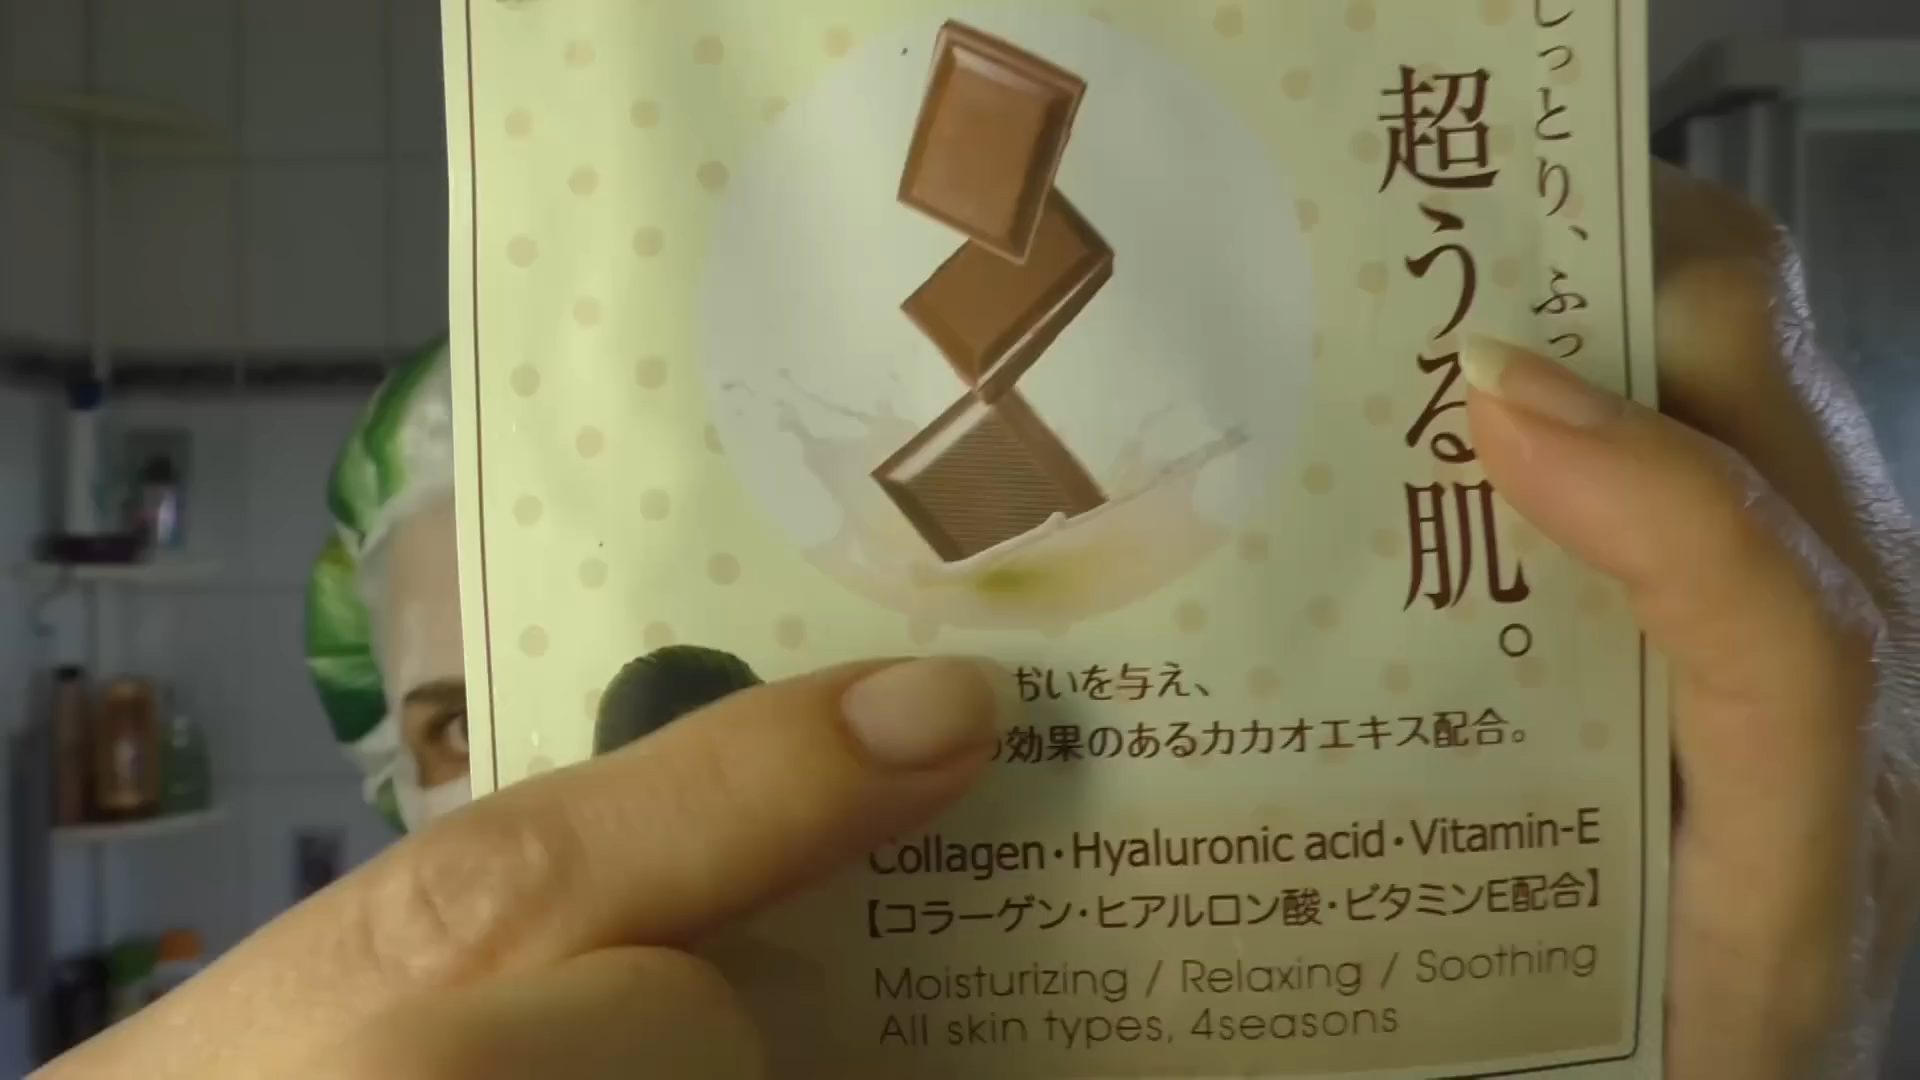 しっとり、ふっ
超うる肌。
おいを与え、
効果のあるカカオエキス配合。
Collagen・Hyaluronic acid・Vitamin-E
【コラーゲン・ヒアルロン酸・ビタミンE配合】
Moisturizing / Relaxing / Soothing
All skin types, 4seasons